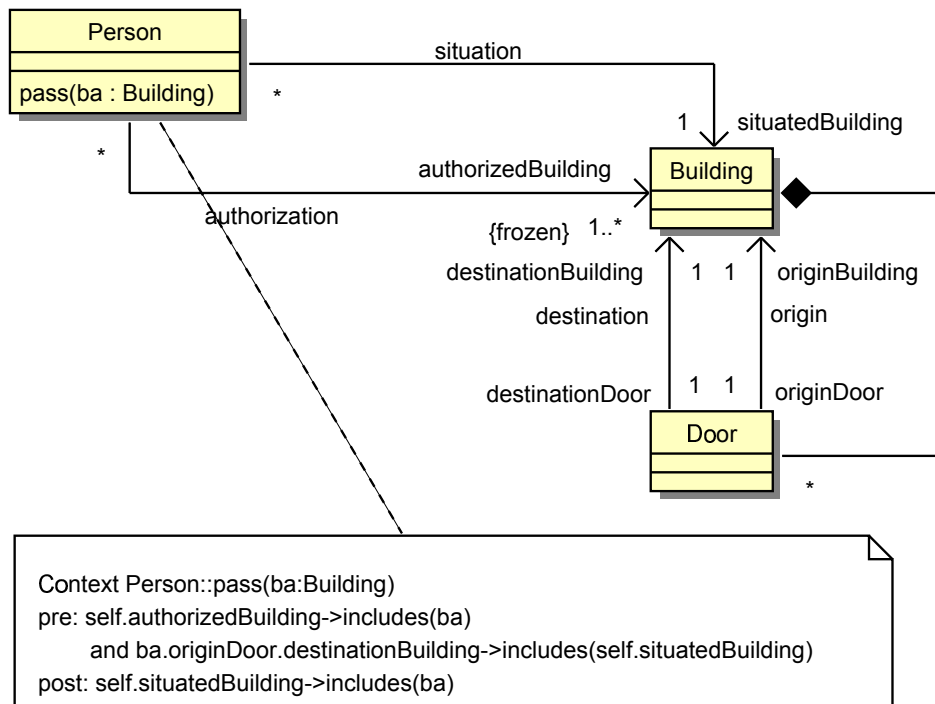 Person
pass(ba : Building)
situation
*
1
situatedBuilding
*
authorizedBuilding
Building
authorization
{frozen}
1..*
destinationBuilding
1
1
originBuilding
destination
origin
destinationDoor
1
1
originDoor
Door
*
Context Person::pass(ba:Building)
pre: self.authorizedBuilding->includes(ba)
and ba.originDoor.destinationBuilding->includes(self.situatedBuilding)
post: self.situatedBuilding->includes(ba)